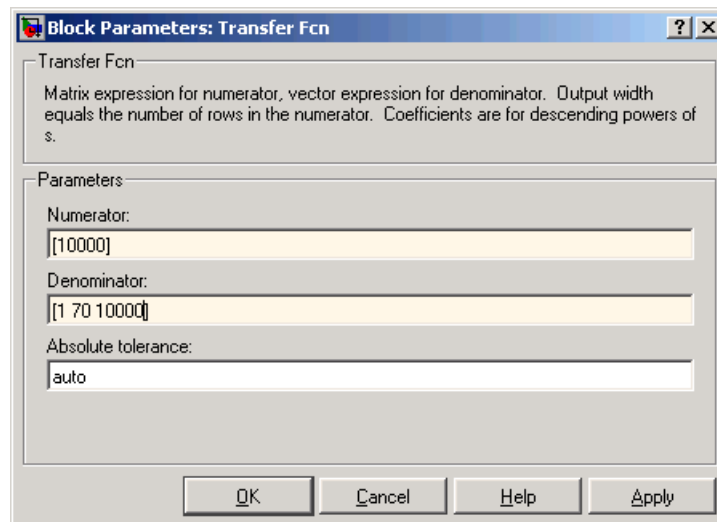 Block Parameters: Transfer Fcn
Transfer Fcn
Matrix expression for numerator, vector expression for denominator. Output width
equals the number of rows in the numerator. Coefficients are for descending powers of
s.
Parameters
Numerator:
[10000]
Denominator:
[1 70 10000]
Absolute tolerance:
auto
OK Cancel Help Apply